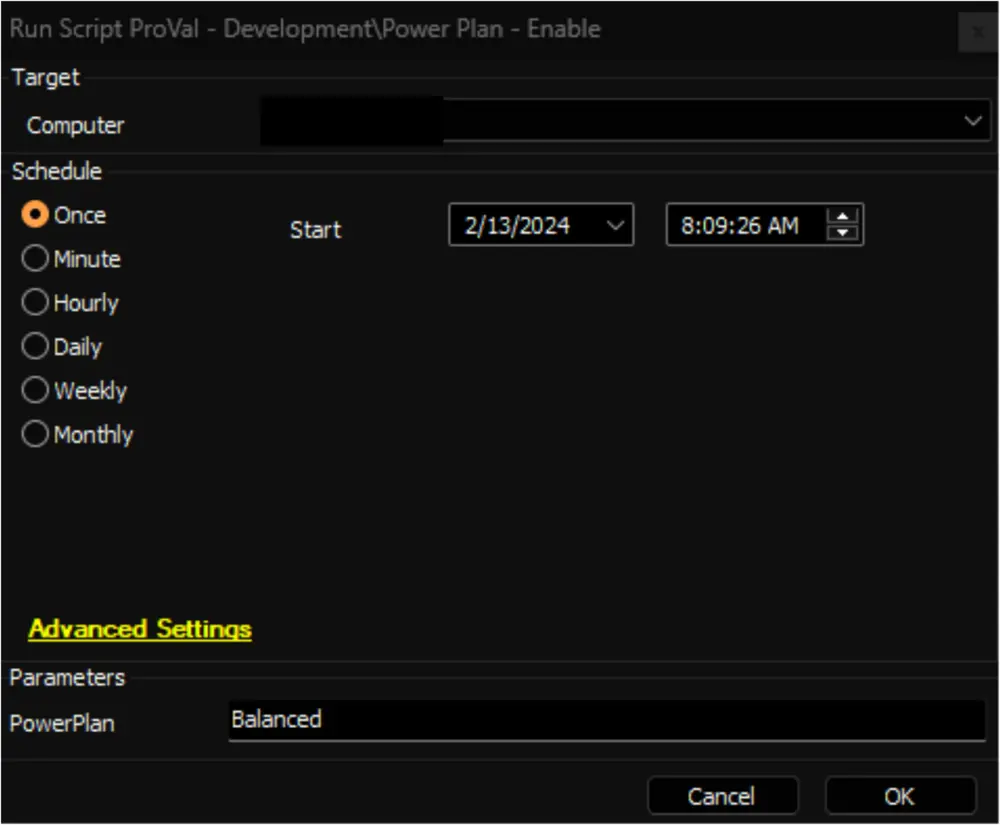 Run Script ProVal - Development\Power Plan - Enable
Target
Computer
Schedule
Once
Start
2/13/2024
8:09:26 AM
Minute
Hourly
Daily
Weekly
Monthly
Advanced Settings
Parameters
PowerPlan
Balanced
Cancel
OK